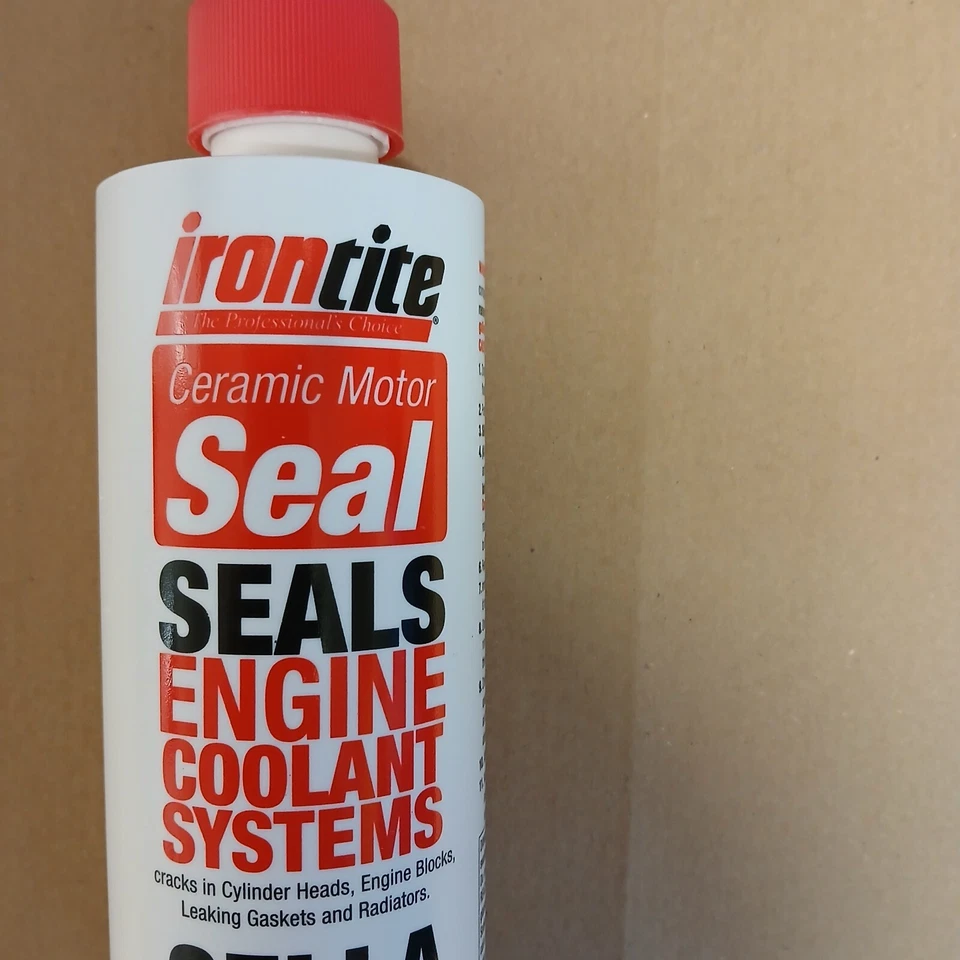 irontite®
The Professional's Choice
Ceramic Motor
Seal
SEALS
ENGINE
COOLANT
SYSTEMS
cracks in Cylinder Heads, Engine Blocks,
Leaking Gaskets and Radiators.